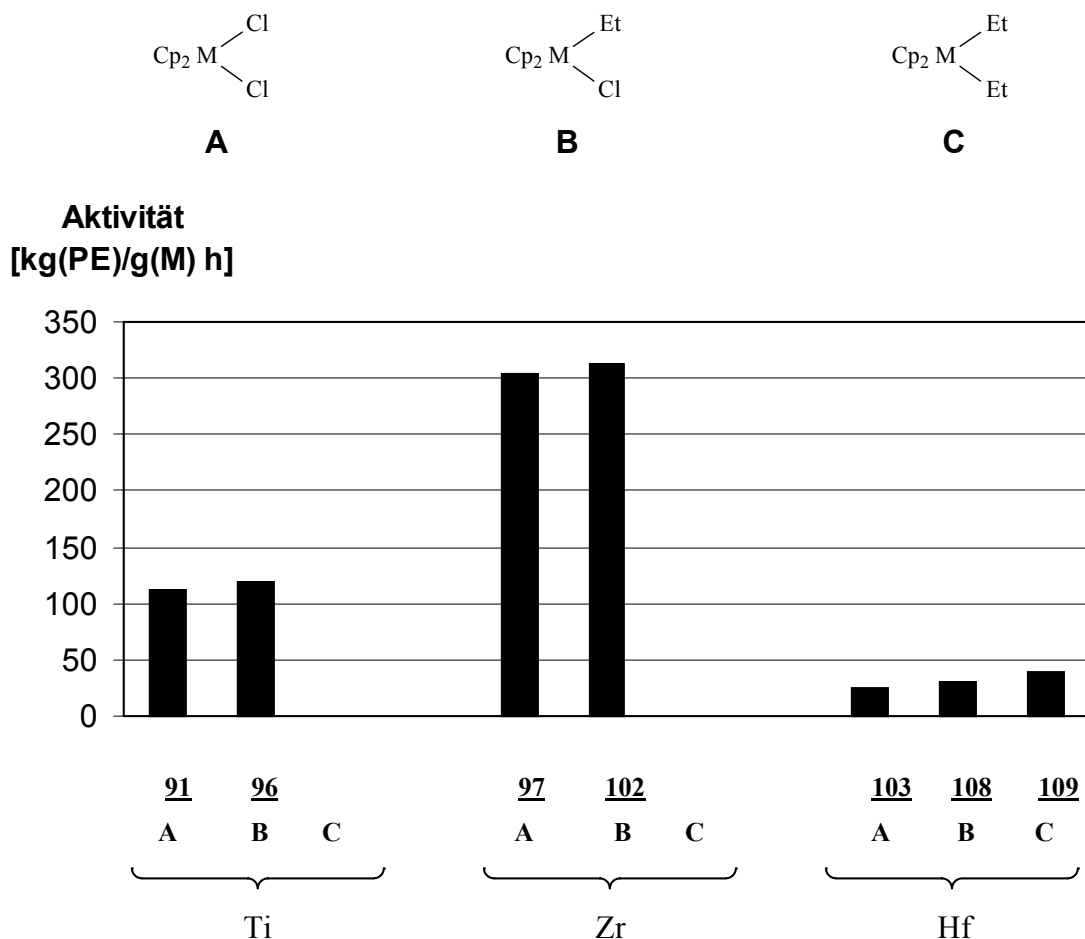 Cl Et Et
Cp2 M Cp2 M Cp2 M
Cl Cl Et
A B C
Aktivität
[kg(PE)/g(M) h]
350
300
250
200
150
100
50
0
91 96 97 102 103 108 109
A B C A B C A B C
Ti Zr Hf